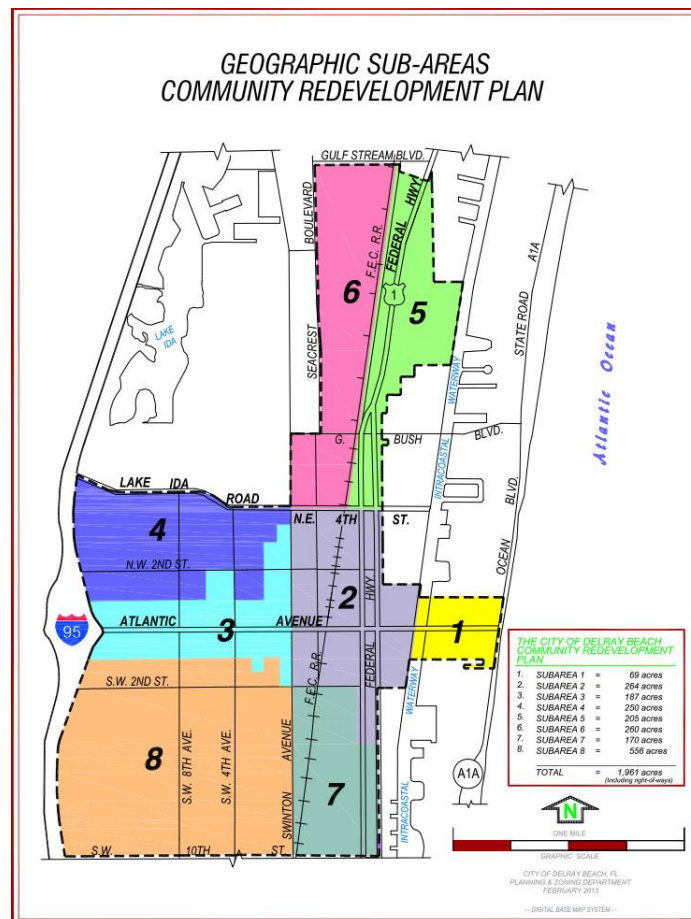 GEOGRAPHIC SUB-AREAS
COMMUNITY REDEVELOPMENT PLAN
GULF STREAM BLVD.
BOULEVARD
SEACREST
F.E.C. R.R.
FEDERAL HWY
1
6
5
LAKE
IDA
STATE ROAD A1A
Atlantic Ocean
WATERWAY
INTRACOASTAL
G. BUSH BLVD.
OCEAN BLVD.
LAKE IDA ROAD
N.E. 4TH ST.
4
N.W. 2ND ST.
2
HWY
FEDERAL
95
ATLANTIC AVENUE
3
1
S.W. 2ND ST.
F.E.C. R.R.
WATERWAY
INTRACOASTAL
8
S.W. 8TH AVE.
S.W. 4TH AVE.
SWINTON AVENUE
7
S.W. 10TH ST.
A1A
THE CITY OF DELRAY BEACH
COMMUNITY REDEVELOPMENT
PLAN
1. SUBAREA 1 = 69 acres
2. SUBAREA 2 = 264 acres
3. SUBAREA 3 = 187 acres
4. SUBAREA 4 = 250 acres
5. SUBAREA 5 = 205 acres
6. SUBAREA 6 = 260 acres
7. SUBAREA 7 = 170 acres
8. SUBAREA 8 = 556 acres
TOTAL = 1,961 acres
(Including right-of-ways)
N
ONE MILE
GRAPHIC SCALE
CITY OF DELRAY BEACH, FL
PLANNING & ZONING DEPARTMENT
FEBRUARY 2013
-- DIGITAL BASE MAP SYSTEM --